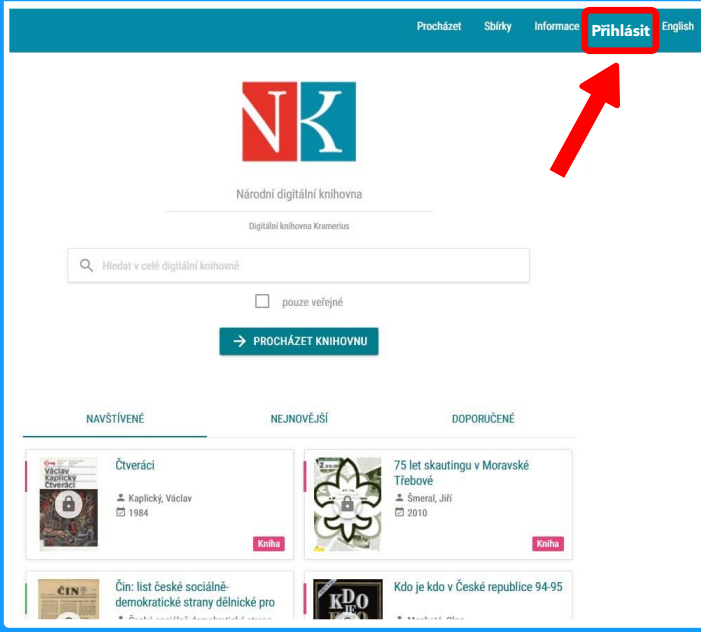 Procházet Sbírky Informace Přihlásit English
NK
Národní digitální knihovna
Digitální knihovna Kramerius
Hledat v celé digitální knihovně
pouze veřejné
PROCHÁZET KNIHOVNU
NAVŠTÍVENÉ NEJNOVĚJŠÍ DOPORUČENÉ
Václav
Kaplický
Čtveráci
Čtveráci
Kaplický, Václav
1984
Kniha
75 let skautingu v Moravské
Třebové
Šmeral, Jiří
2010
Kniha
ČIN
Čin: list české sociálně-
demokratické strany dělnické pro
KDO
JE
KDO
Kdo je kdo v České republice 94-95